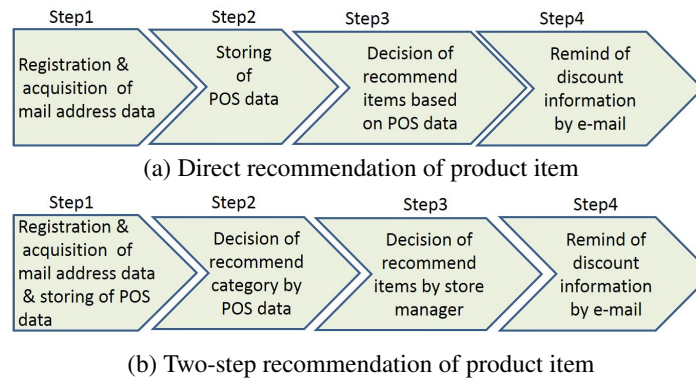 Step1 Step2 Step3 Step4
Registration &
acquisition of
mail address data
Storing
of
POS data
Decision of
recommend
items based
on POS data
Remind of
discount
information
by e-mail
(a) Direct recommendation of product item
Step1 Step2 Step3 Step4
Registration &
acquisition of
mail address data
& storing of POS
data
Decision of
recommend
category by
POS data
Decision of
recommend
items by store
manager
Remind of
discount
information
by e-mail
(b) Two-step recommendation of product item